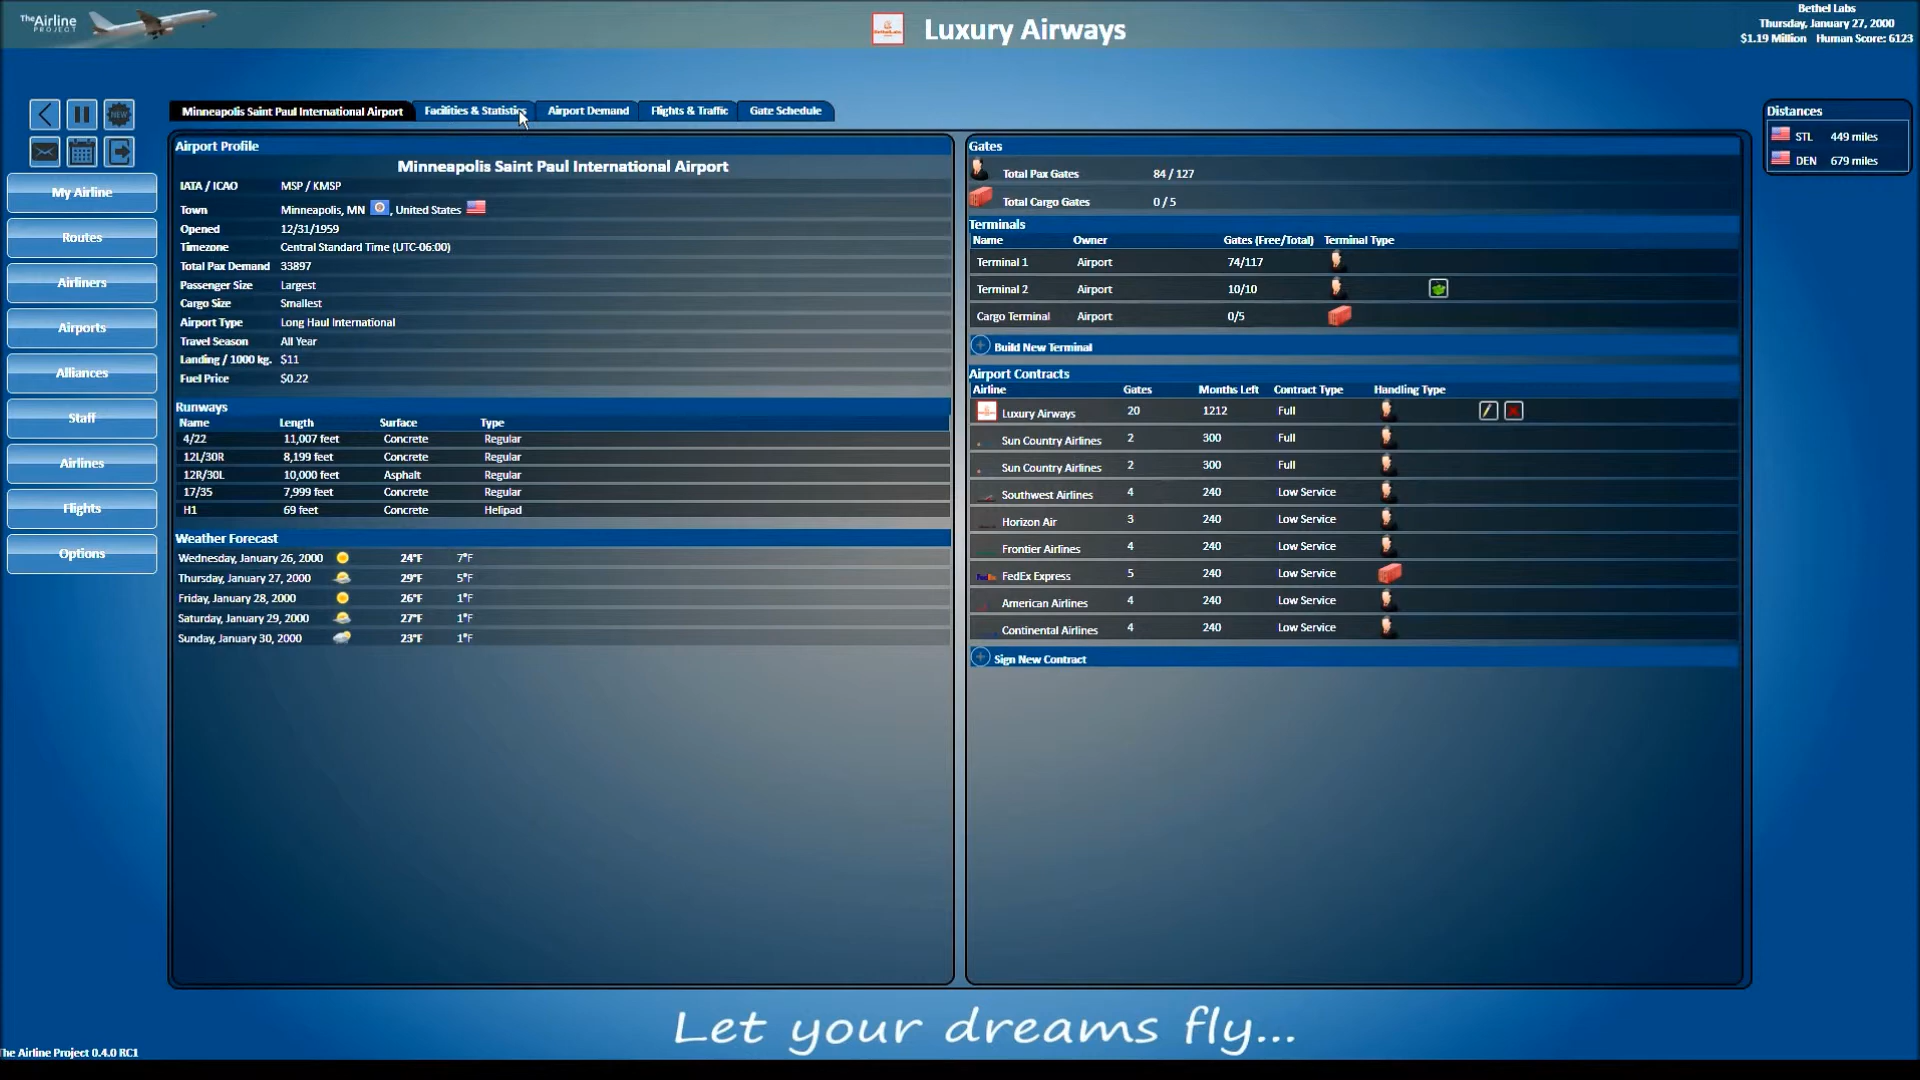 TheAirline
PROJECT
Luxury Airways
Bethel Labs
Thursday, January 27, 2000
$1.19 Million Human Score: 6123
NEW
My Airline
Routes
Airliners
Airports
Alliances
Staff
Airlines
Flights
Options
Minneapolis Saint Paul International Airport Facilities & Statistics Airport Demand Flights & Traffic Gate Schedule
Airport Profile
Minneapolis Saint Paul International Airport
IATA / ICAO MSP / KMSP
Town Minneapolis, MN , United States
Opened 12/31/1959
Timezone Central Standard Time (UTC-06:00)
Total Pax Demand 33897
Passenger Size Largest
Cargo Size Smallest
Airport Type Long Haul International
Travel Season All Year
Landing / 1000 kg. $11
Fuel Price $0.22
Runways
Name Length Surface Type
4/22 11,007 feet Concrete Regular
12L/30R 8,199 feet Concrete Regular
12R/30L 10,000 feet Asphalt Regular
17/35 7,999 feet Concrete Regular
H1 69 feet Concrete Helipad
Weather Forecast
Wednesday, January 26, 2000 24°F 7°F
Thursday, January 27, 2000 29°F 5°F
Friday, January 28, 2000 26°F 1°F
Saturday, January 29, 2000 27°F 1°F
Sunday, January 30, 2000 23°F 1°F
Gates
Total Pax Gates 84 / 127
Total Cargo Gates 0 / 5
Terminals
Name Owner Gates (Free/Total) Terminal Type
Terminal 1 Airport 74/117
Terminal 2 Airport 10/10
Cargo Terminal Airport 0/5
Build New Terminal
Airport Contracts
Airline Gates Months Left Contract Type Handling Type
Luxury Airways 20 1212 Full
Sun Country Airlines 2 300 Full
Sun Country Airlines 2 300 Full
Southwest Airlines 4 240 Low Service
Horizon Air 3 240 Low Service
Frontier Airlines 4 240 Low Service
FedEx Express 5 240 Low Service
American Airlines 4 240 Low Service
Continental Airlines 4 240 Low Service
Sign New Contract
Distances
STL 449 miles
DEN 679 miles
Let your dreams fly...
The Airline Project 0.4.0 RC1